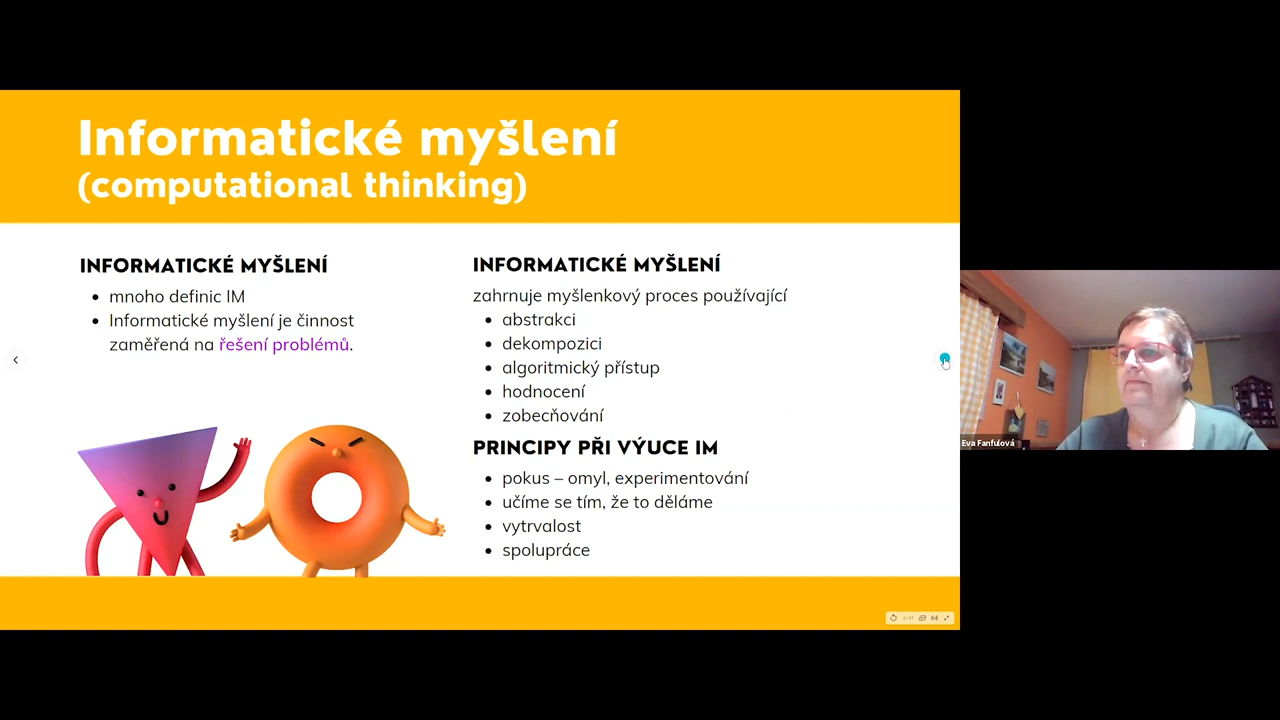 Informatické myšlení
(computational thinking)
INFORMATICKÉ MYŠLENÍ
mnoho definic IM
Informatické myšlení je činnost
zaměřená na řešení problémů.
INFORMATICKÉ MYŠLENÍ
zahrnuje myšlenkový proces používající
abstrakci
dekompozici
algoritmický přístup
hodnocení
zobecňování
PRINCIPY PŘI VÝUCE IM
pokus – omyl, experimentování
učíme se tím, že to děláme
vytrvalost
spolupráce
Eva Fanfulová